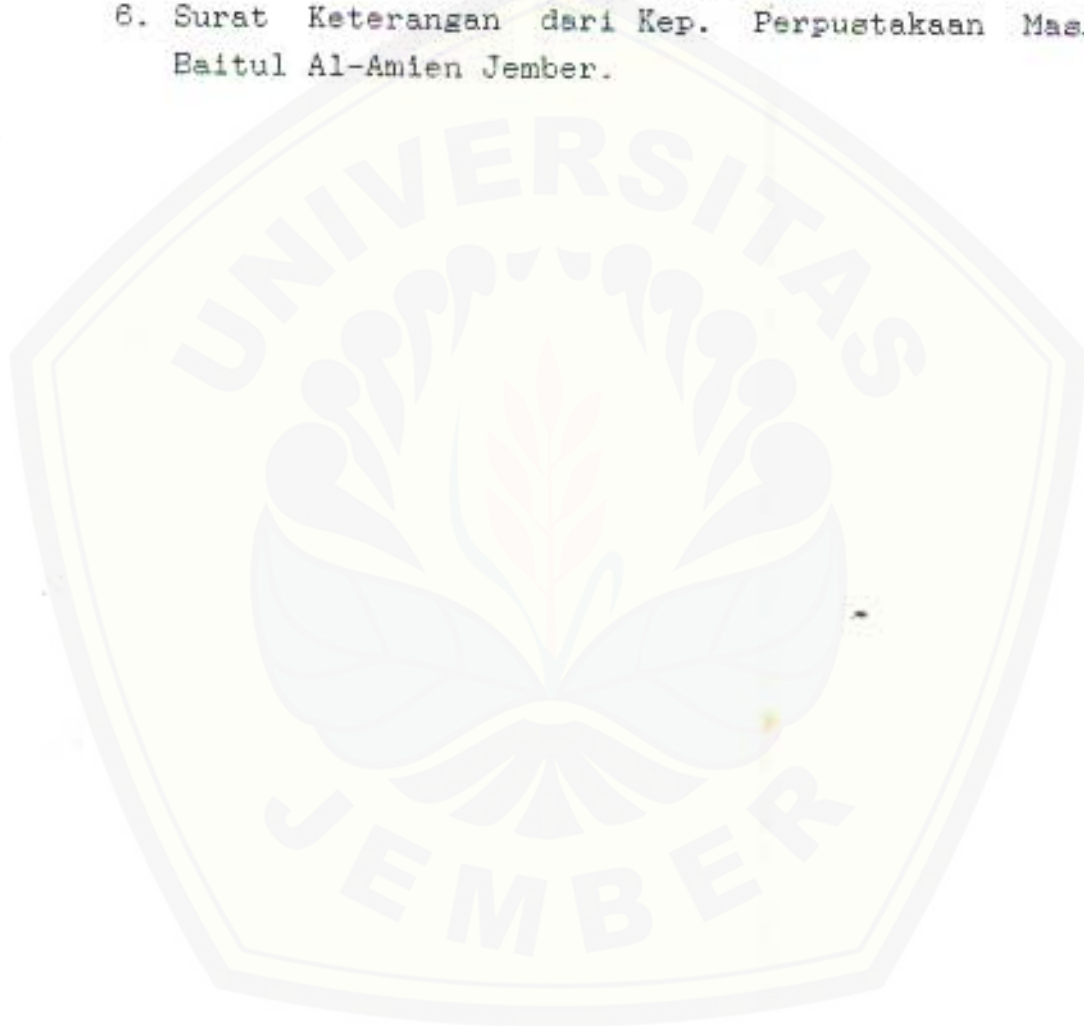 6. Surat Keterangan dari Kep. Perpustakaan Mas
Baitul Al-Amien Jember.
UNIVERSITAS
JEMBER